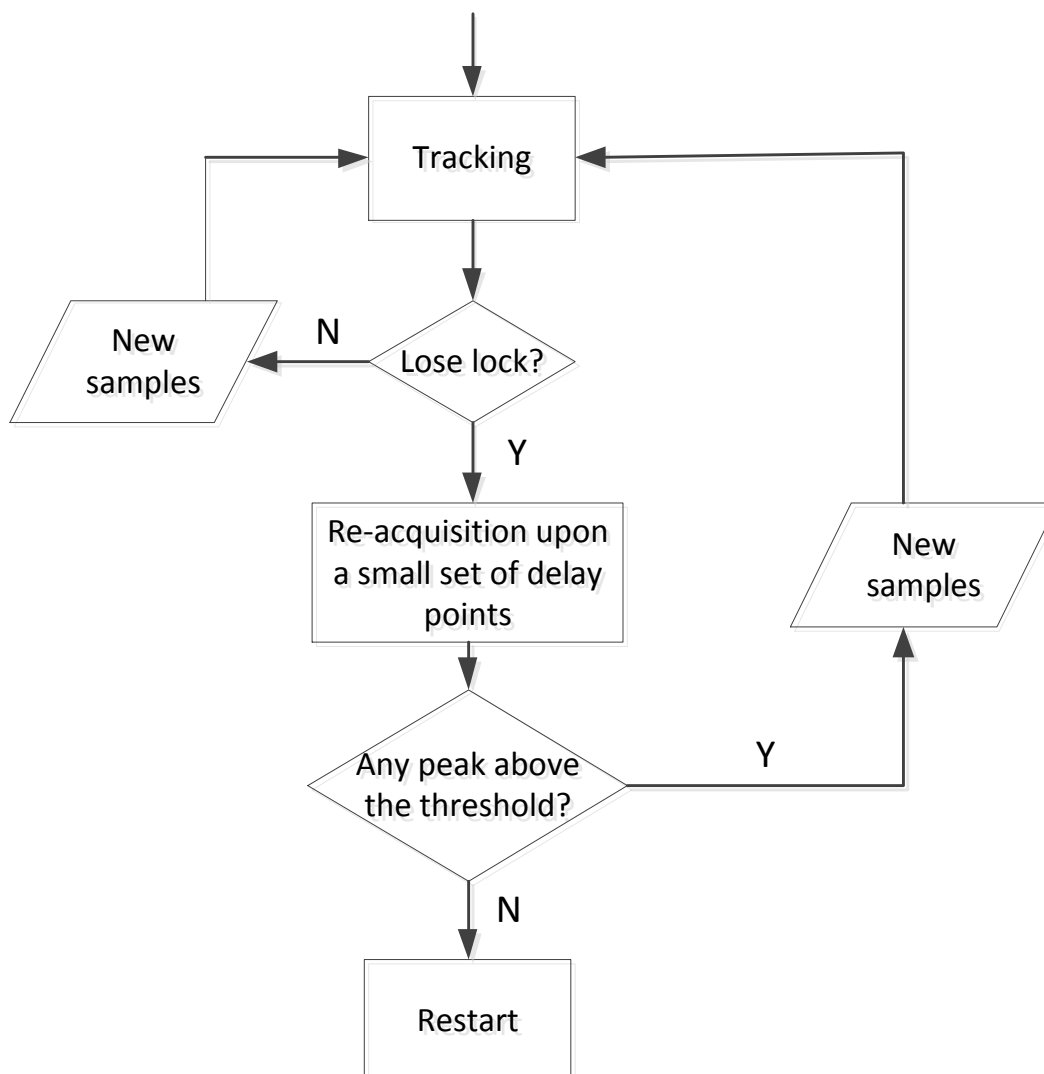 Tracking
N
New
samples
Lose lock?
Y
Re-acquisition upon
a small set of delay
points
New
samples
Any peak above
the threshold?
Y
N
Restart